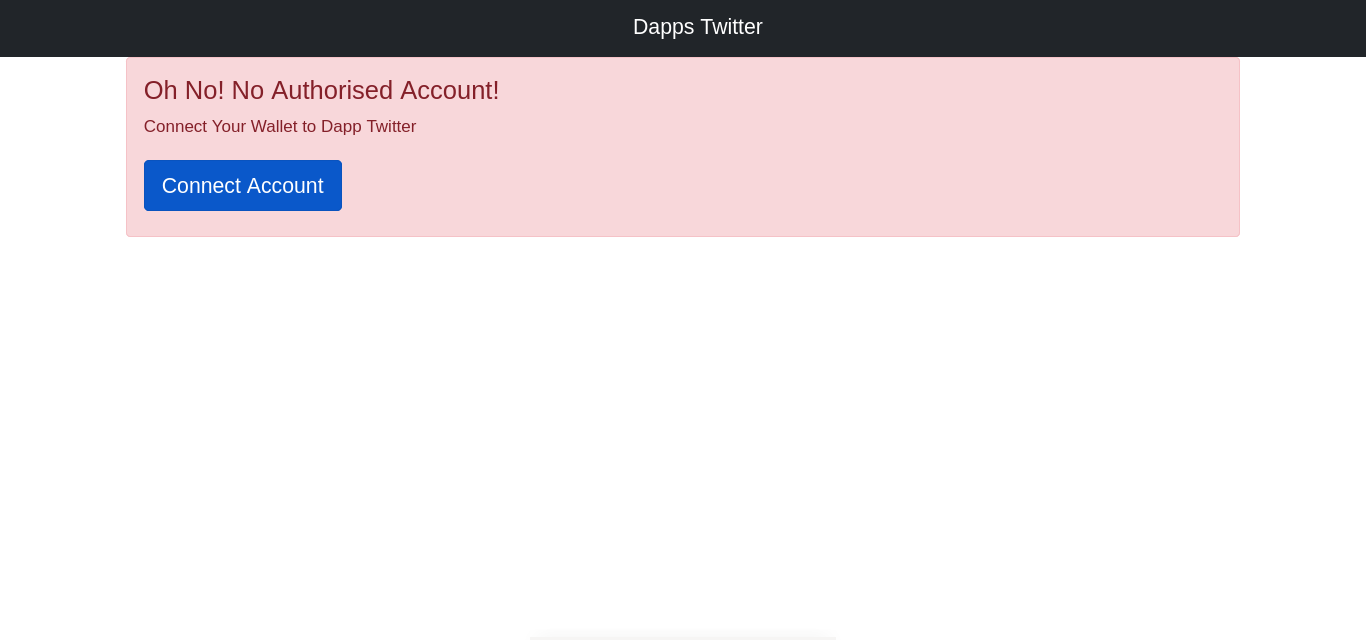 Dapps Twitter
Oh No! No Authorised Account!
Connect Your Wallet to Dapp Twitter
Connect Account